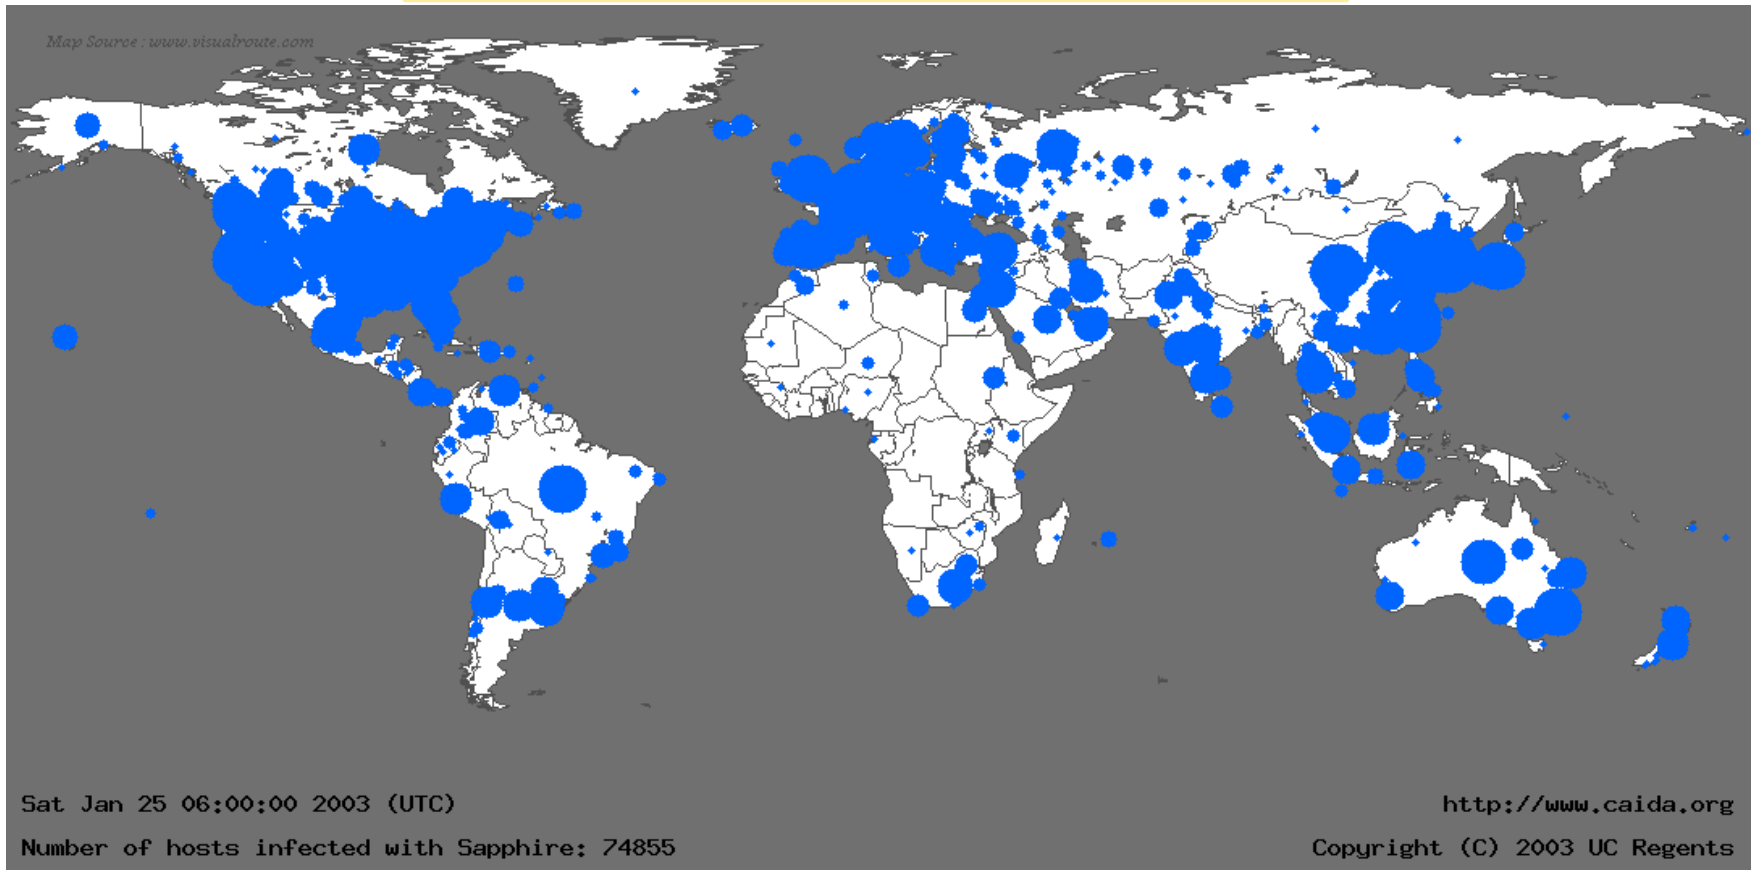 Map Source : www.visualroute.com
Sat Jan 25 06:00:00 2003 (UTC)
http://www.caida.org
Number of hosts infected with Sapphire: 74855
Copyright (C) 2003 UC Regents